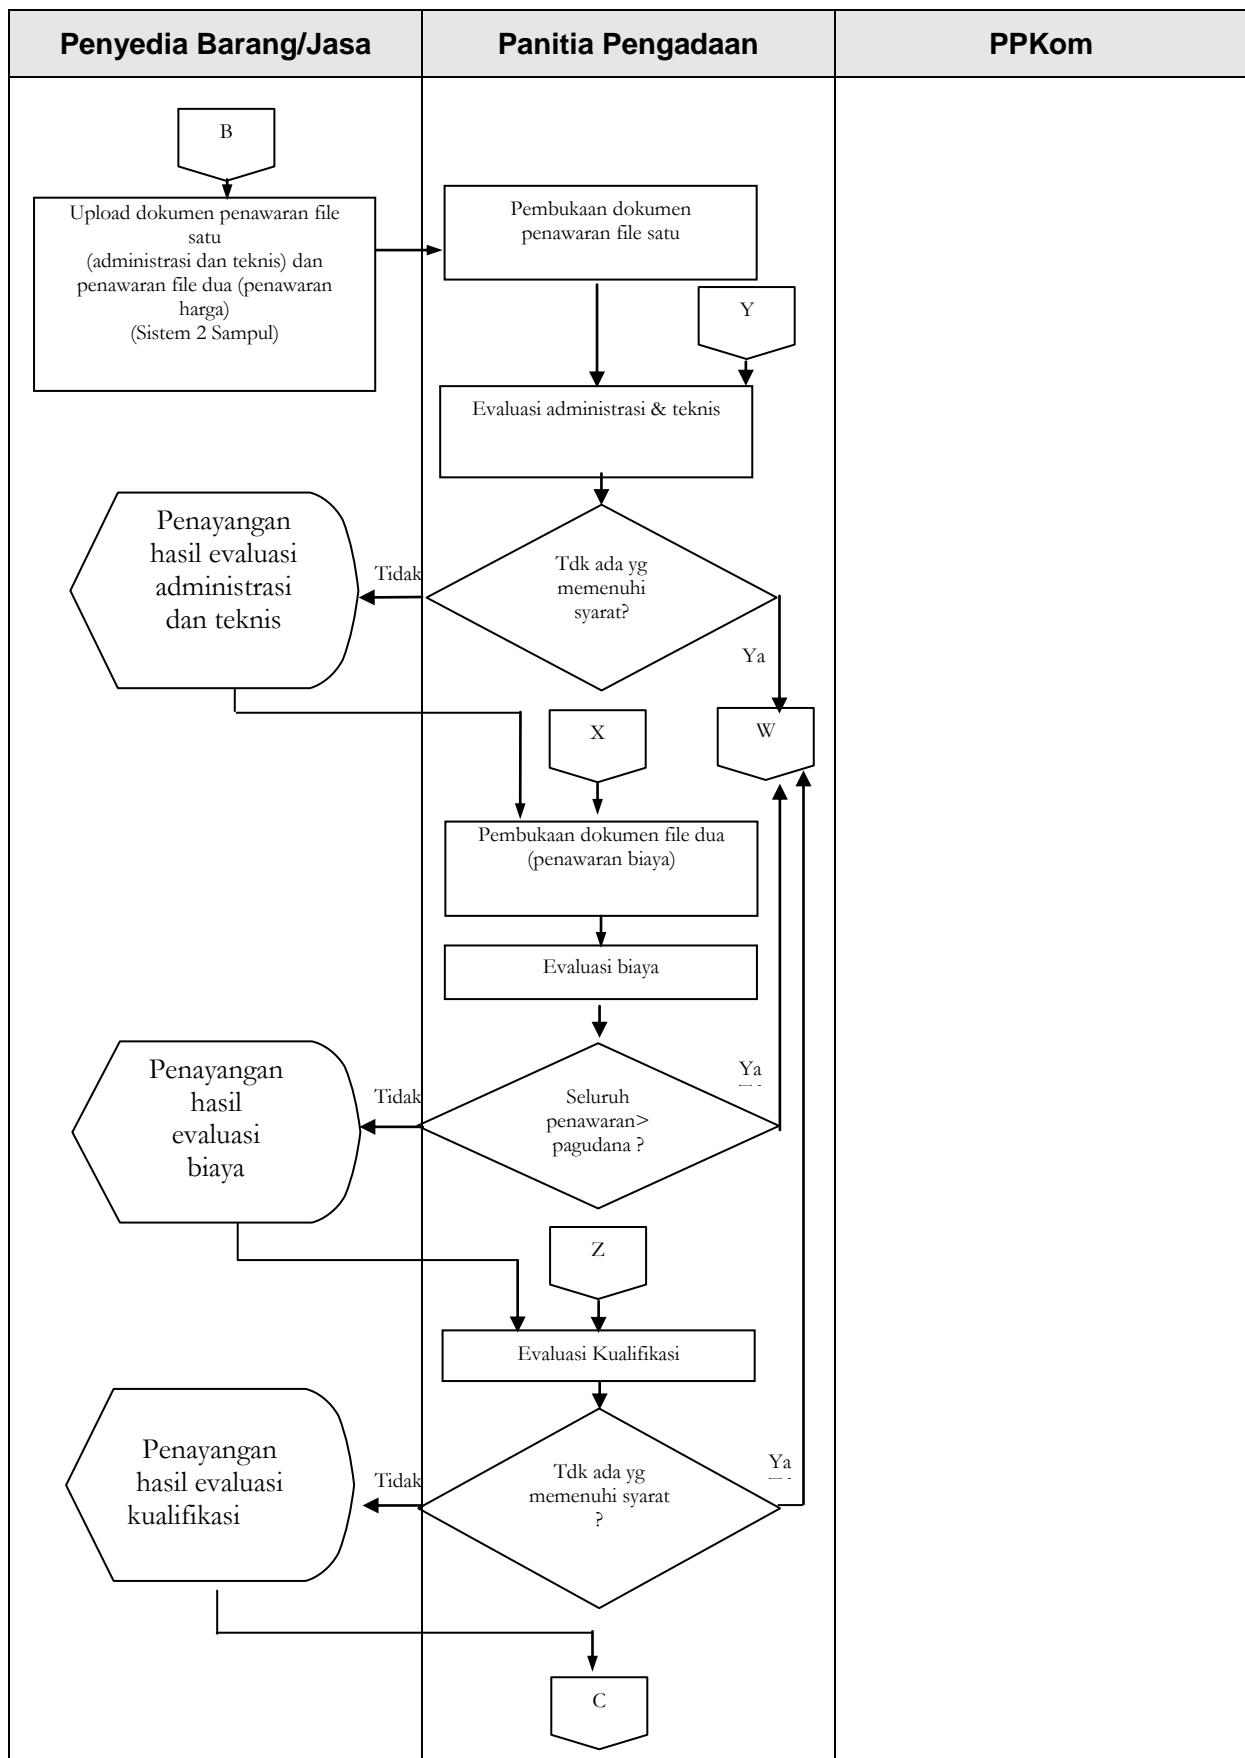 Penyedia Barang/Jasa
Panitia Pengadaan
PPKom
B
Upload dokumen penawaran file
satu
(administrasi dan teknis) dan
penawaran file dua (penawaran
harga)
(Sistem 2 Sampul)
Pembukaan dokumen
penawaran file satu
Y
Evaluasi administrasi & teknis
Penayangan
hasil evaluasi
administrasi
dan teknis
Tidak
Tdk ada yg
memenuhi
syarat?
Ya
X
W
Pembukaan dokumen file dua
(penawaran biaya)
Evaluasi biaya
Penayangan
hasil
evaluasi
biaya
Tidak
Seluruh
penawaran>
pagudana ?
Ya
Z
Evaluasi Kualifikasi
Penayangan
hasil evaluasi
kualifikasi
Tidak
Tdk ada yg
memenuhi syarat
?
Ya
C